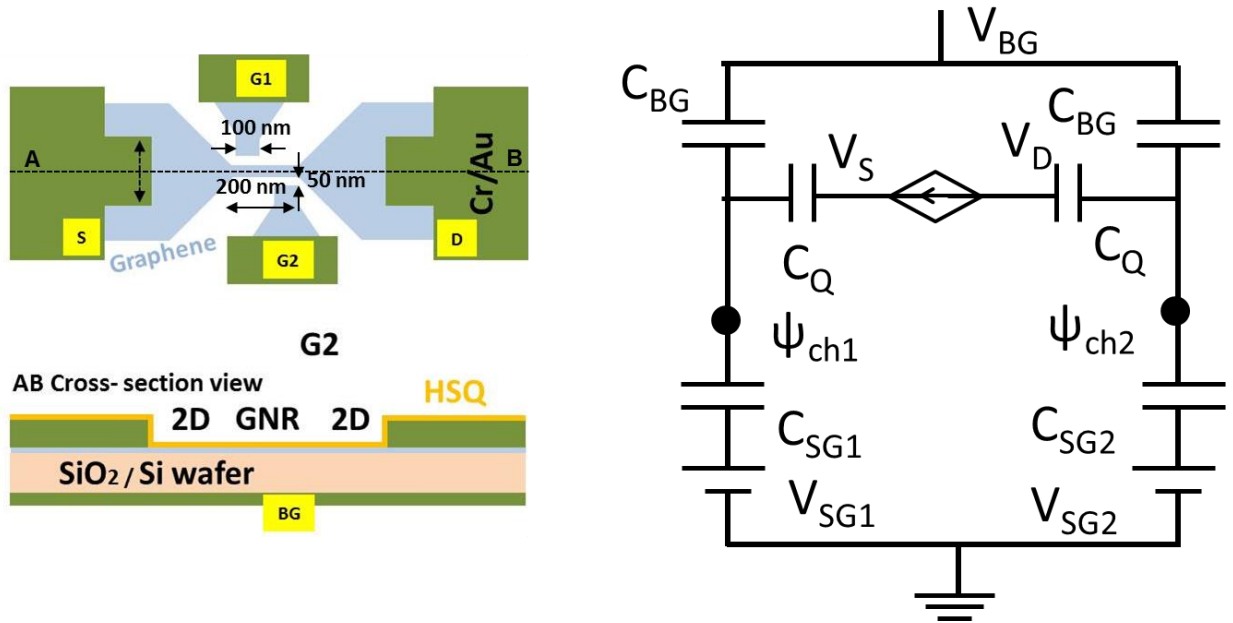 G1
100 nm
A
B
200 nm
50 nm
Cr/Au
S
D
Graphene
G2
G2
AB Cross- section view
HSQ
2D GNR 2D
SiO2 / Si wafer
BG
VBG
CBG
CBG
VS
VD
CQ
CQ
ψch1
ψch2
CSG1
CSG2
VSG1
VSG2